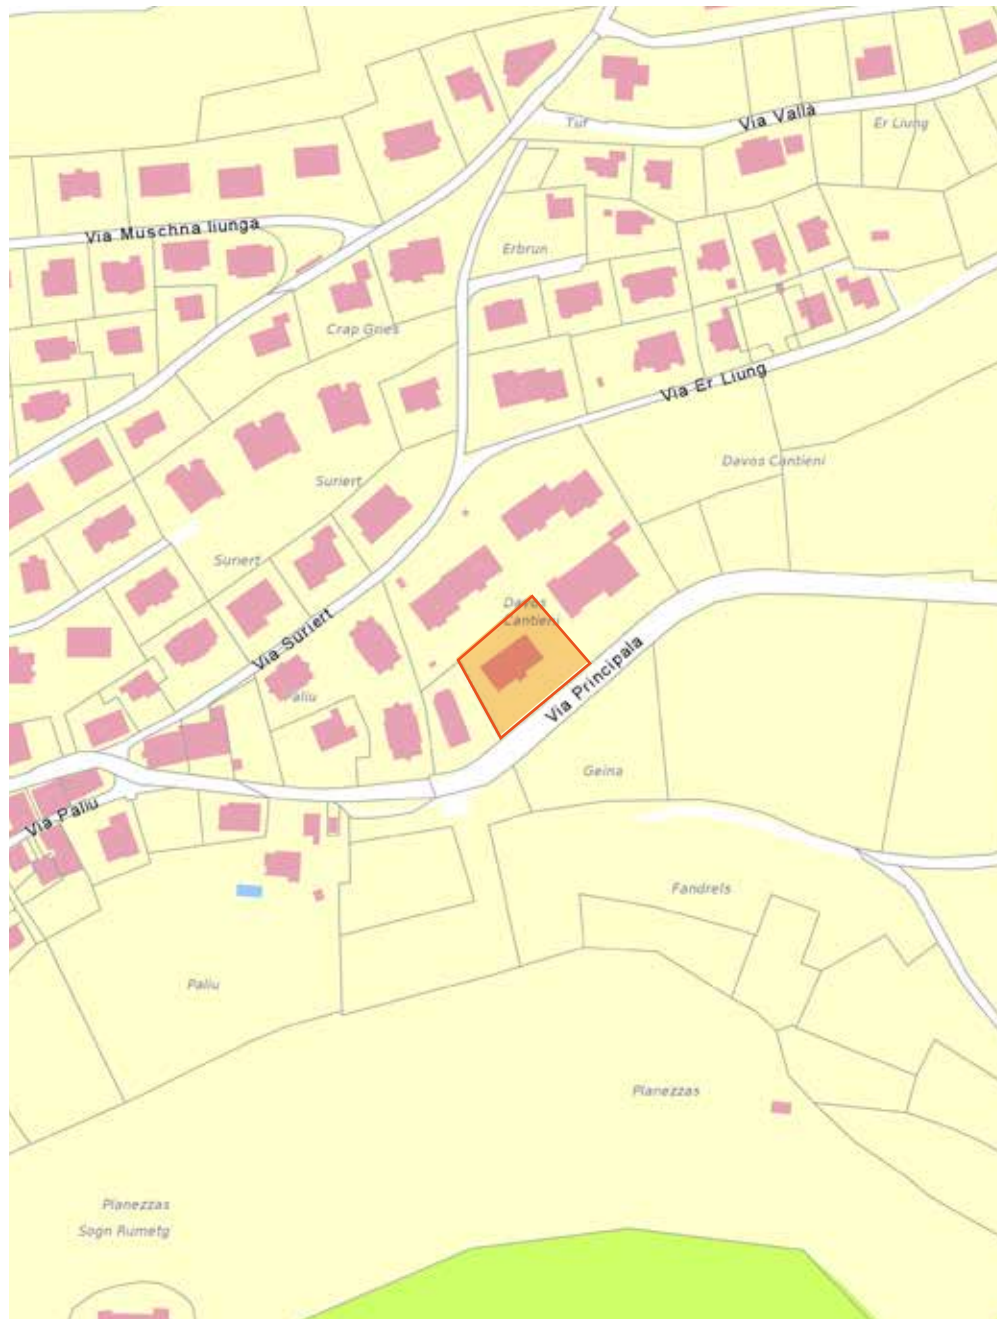 Via Valla
Tuf
Er Liung
Via Muschna liunga
Erbrun
Crap Gries
Via Er Liung
Davos Cantieni
Suriert
Suriert
Davos
Cantieni
Via Suriert
Via Principala
Paliu
Geina
Via Paliu
Fandrels
Paliu
Planezzas
Planezzas
Sogn Rumetg